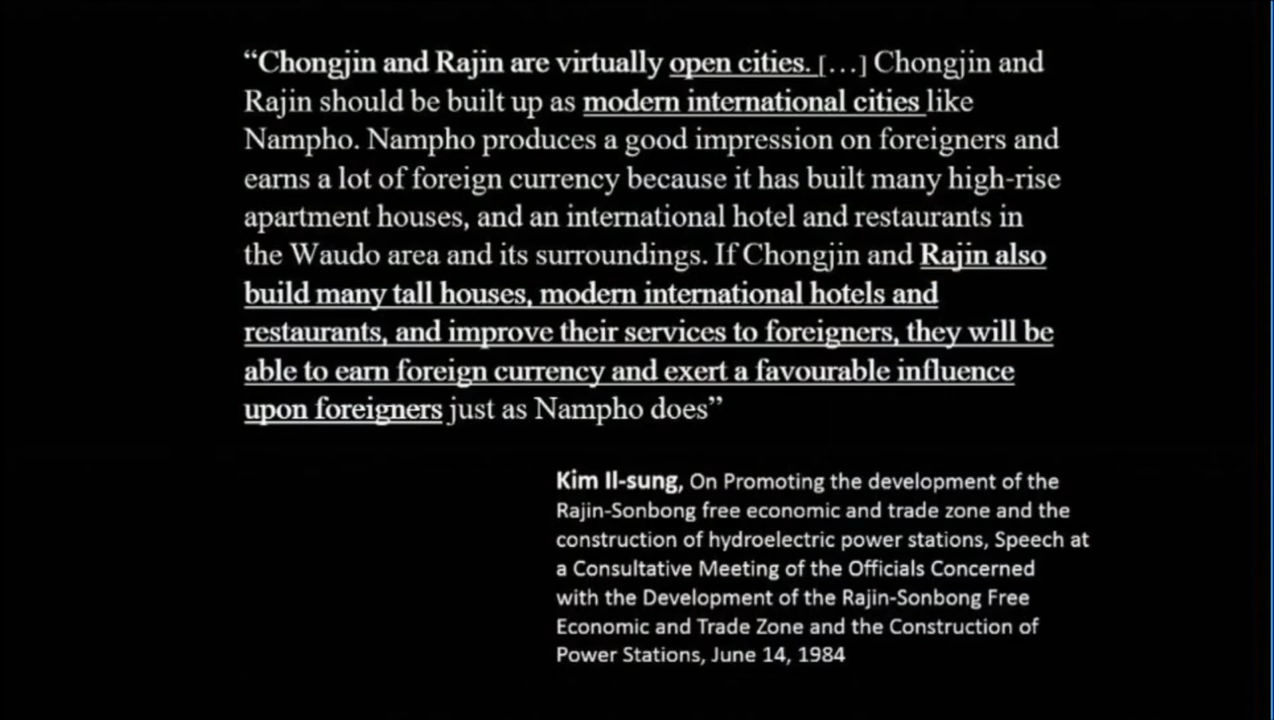 “Chongjin and Rajin are virtually open cities. […] Chongjin and
Rajin should be built up as modern international cities like
Nampho. Nampho produces a good impression on foreigners and
earns a lot of foreign currency because it has built many high-rise
apartment houses, and an international hotel and restaurants in
the Waudo area and its surroundings. If Chongjin and Rajin also
build many tall houses, modern international hotels and
restaurants, and improve their services to foreigners, they will be
able to earn foreign currency and exert a favourable influence
upon foreigners just as Nampho does”
Kim Il-sung, On Promoting the development of the
Rajin-Sonbong free economic and trade zone and the
construction of hydroelectric power stations, Speech at
a Consultative Meeting of the Officials Concerned
with the Development of the Rajin-Sonbong Free
Economic and Trade Zone and the Construction of
Power Stations, June 14, 1984